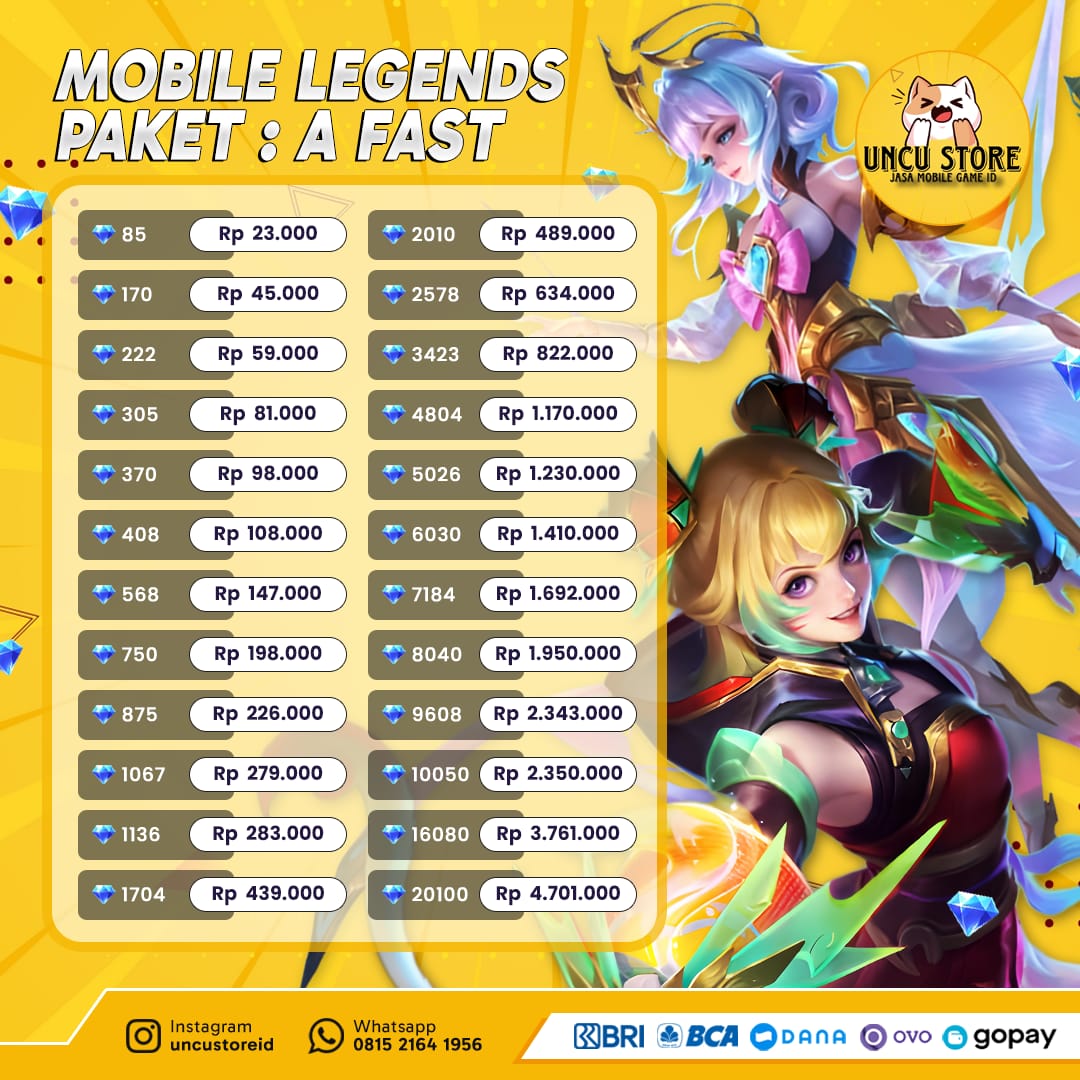 MOBILE LEGENDS
PAKET : A FAST
UNCU STORE
JASA MOBILE GAME ID
85 Rp 23.000
170 Rp 45.000
222 Rp 59.000
305 Rp 81.000
370 Rp 98.000
408 Rp 108.000
568 Rp 147.000
750 Rp 198.000
875 Rp 226.000
1067 Rp 279.000
1136 Rp 283.000
1704 Rp 439.000
2010 Rp 489.000
2578 Rp 634.000
3423 Rp 822.000
4804 Rp 1.170.000
5026 Rp 1.230.000
6030 Rp 1.410.000
7184 Rp 1.692.000
8040 Rp 1.950.000
9608 Rp 2.343.000
10050 Rp 2.350.000
16080 Rp 3.761.000
20100 Rp 4.701.000
Instagram
uncustoreid
Whatsapp
0815 2164 1956
BRI BCA DANA OVO gopay